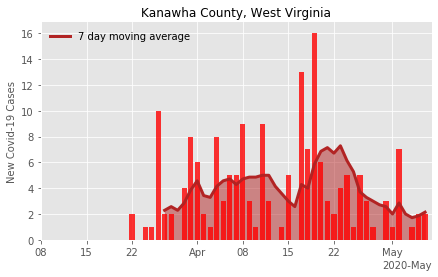 Kanawha County, West Virginia
7 day moving average
New Covid-19 Cases
16
14
12
10
8
6
4
2
0
08 15 22 Apr 08 15 22 May
2020-May